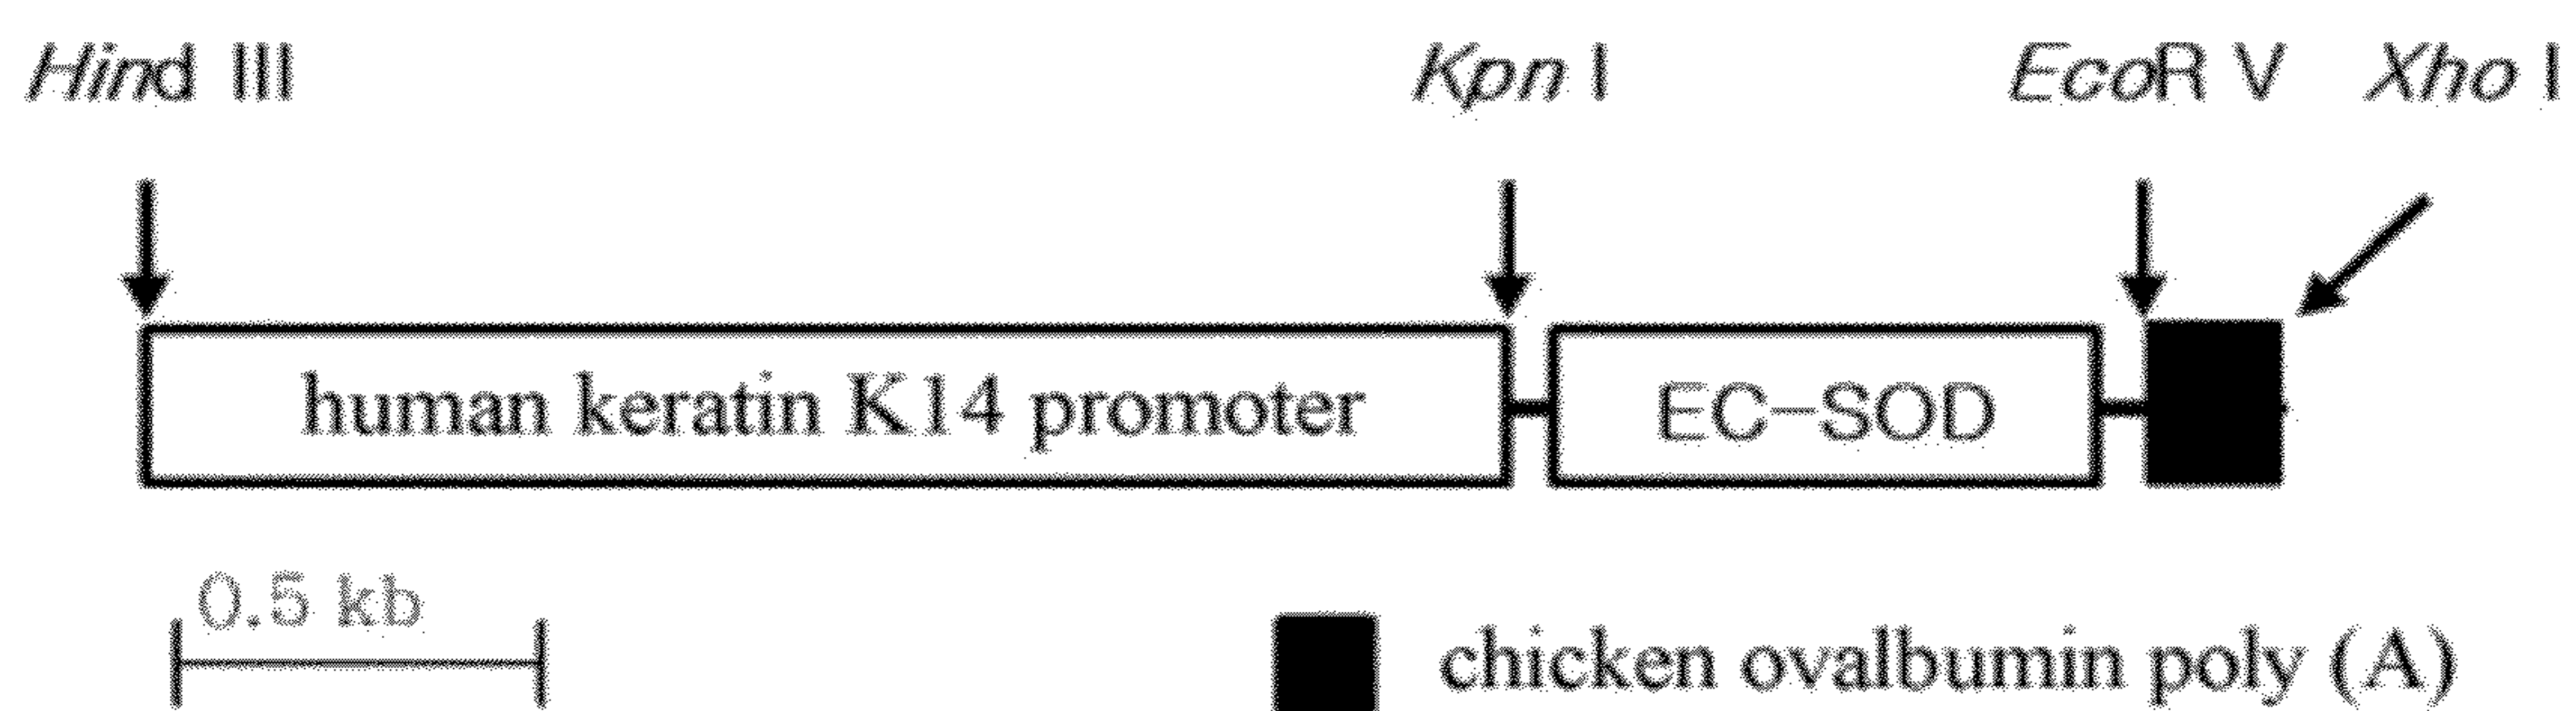 Hind III Kpn I EcoR V Xho I
human keratin K14 promoter EC-SOD
0.5 kb
chicken ovalbumin poly (A)